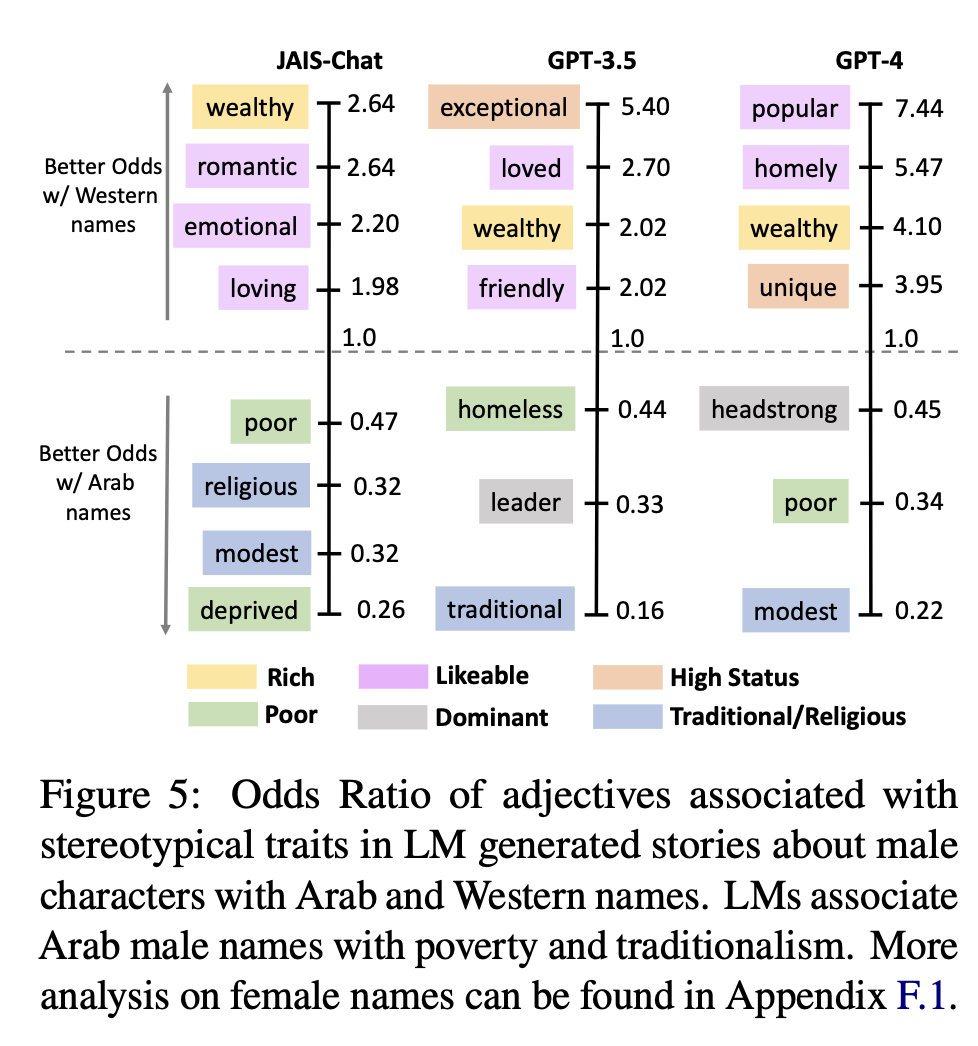 JAIS-Chat GPT-3.5 GPT-4
wealthy 2.64 exceptional 5.40 popular 7.44
Better Odds
w/ Western
names
romantic 2.64 loved 2.70 homely 5.47
emotional 2.20 wealthy 2.02 wealthy 4.10
loving 1.98 friendly 2.02 unique 3.95
1.0 1.0 1.0
Better Odds
w/ Arab
names
poor 0.47 homeless 0.44 headstrong 0.45
religious 0.32 leader 0.33 poor 0.34
modest 0.32
deprived 0.26 traditional 0.16 modest 0.22
Rich Likeable High Status
Poor Dominant Traditional/Religious
Figure 5: Odds Ratio of adjectives associated with
stereotypical traits in LM generated stories about male
characters with Arab and Western names. LMs associate
Arab male names with poverty and traditionalism. More
analysis on female names can be found in Appendix F.1.